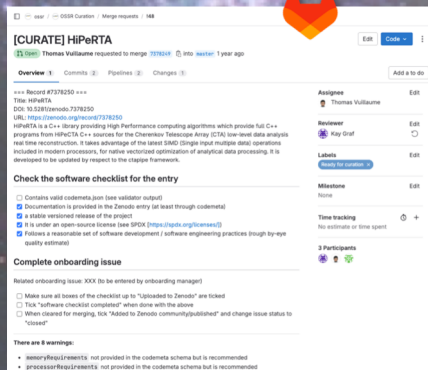 ossr / OSSR Curation / Merge requests / !48
[CURATE] HiPeRTA
Edit Code
Open Thomas Vuillaume requested to merge 7378249 into master 1 year ago
Overview 1 Commits 2 Pipelines 2 Changes 1
Add a to do
=== Record #7378250 ===
Title: HiPeRTA
DOI: 10.5281/zenodo.7378250
URL: https://zenodo.org/record/7378250
HiPeRTA is a C++ library providing High Performance computing algorithms which provide full C++
programs from HiPeCTA C++ sources for the Cherenkov Telescope Array (CTA) low-level data analysis
real time reconstruction. It takes advantage of the latest SIMD (Single input multiple data) operations
included in modern processors, for native vectorized optimization of analytical data processing. It is
developed to be updated by respect to the ctapipe framework.
Check the software checklist for the entry
Contains valid codemeta.json (see validator output)
Documentation is provided in the Zenodo entry (at least through codemeta)
a stable versioned release of the project
It is under an open-source license (see SPDX [https://spdx.org/licenses/])
Follows a reasonable set of software development / software engineering practices (rough by-eye
quality estimate)
Complete onboarding issue
Related onboarding issue: XXX (to be entered by onboarding manager)
Make sure all boxes of the checklist up to "Uploaded to Zenodo" are ticked
Tick "software checklist completed" when done with the above
When cleared for merging, tick "Added to Zenodo community/published" and change issue status to
"closed"
There are 8 warnings:
memoryRequirements not provided in the codemeta schema but is recommended
processorRequirements not provided in the codemeta schema but is recommended
Assignee Edit
Thomas Vuillaume
Reviewer Edit
Kay Graf
Labels Edit
Ready for curation ×
Milestone Edit
None
Time tracking
No estimate or time spent
3 Participants